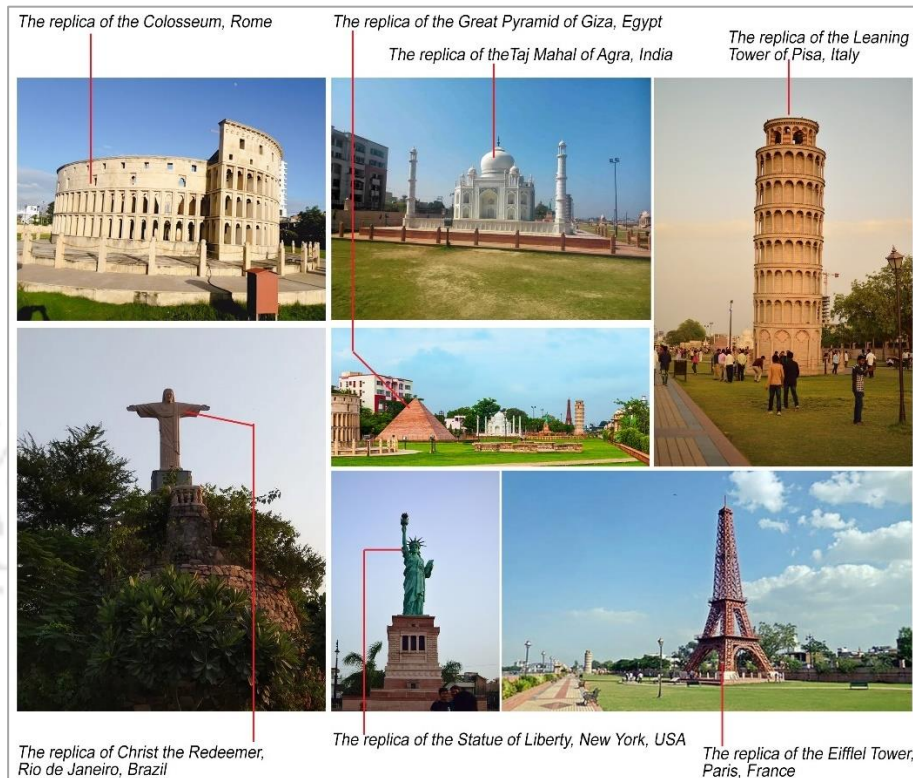 The replica of the Colosseum, Rome
The replica of the Great Pyramid of Giza, Egypt
The replica of theTaj Mahal of Agra, India
The replica of the Leaning
Tower of Pisa, Italy
The replica of Christ the Redeemer,
Rio de Janeiro, Brazil
The replica of the Statue of Liberty, New York, USA
The replica of the Eifflel Tower,
Paris, France